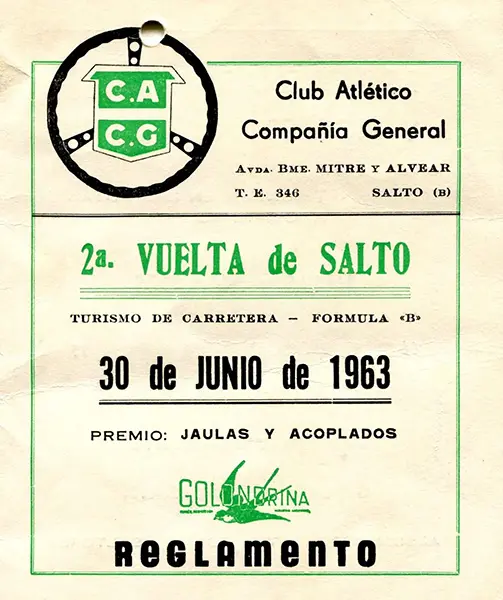 C.A
C.G
Club Atlético
Compañía General
AVDA. BME. MITRE Y ALVEAR
T. E. 346 SALTO (B)
2a. VUELTA de SALTO
TURISMO DE CARRETERA — FORMULA «B»
30 de JUNIO de 1963
PREMIO: JAULAS Y ACOPLADOS
GOLONDRINA
REGLAMENTO